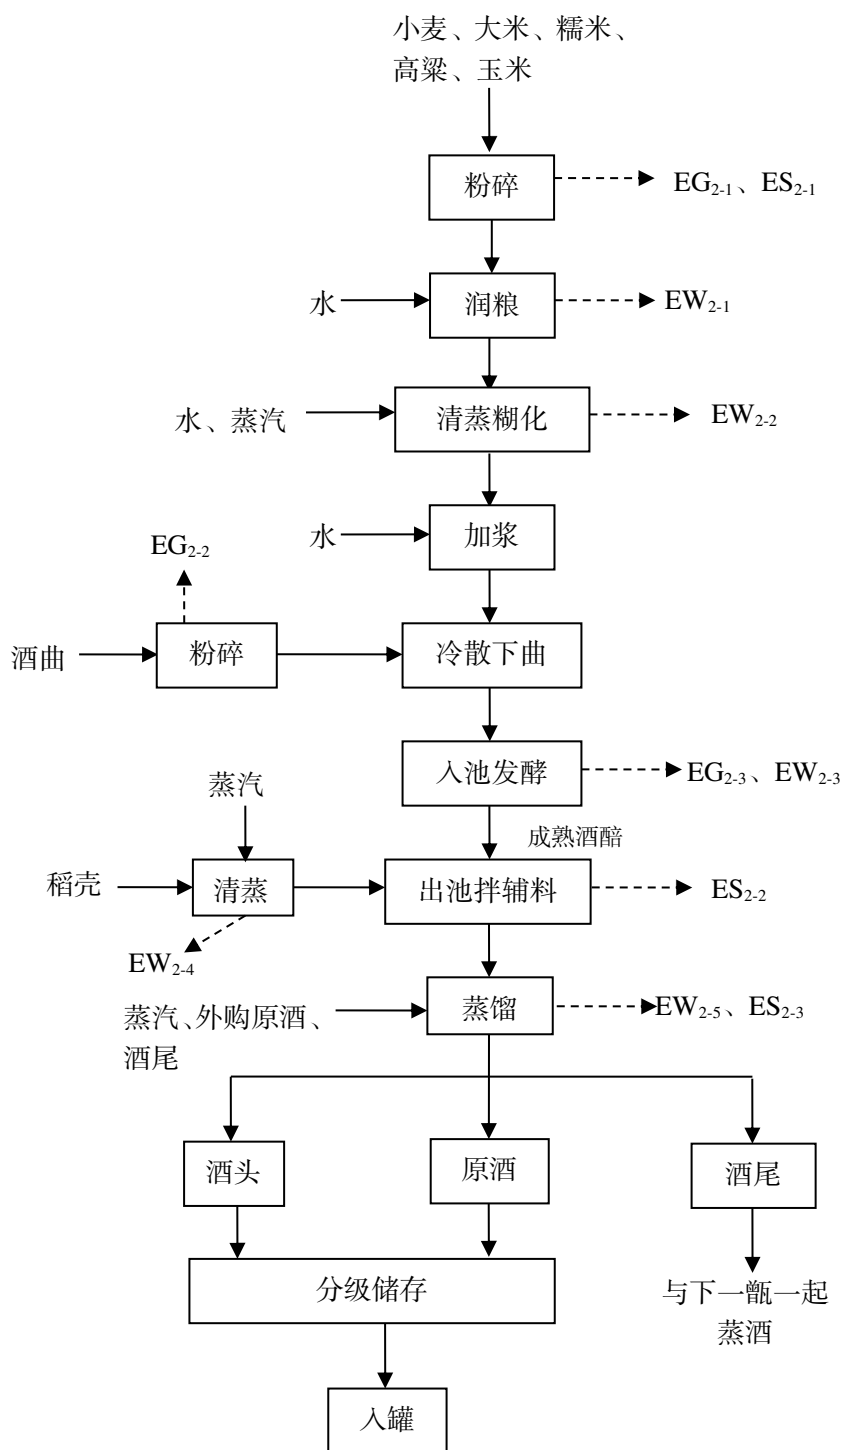 小麦、大米、糯米、
高粱、玉米
粉碎
EG2-1、ES2-1
水
润粮
EW2-1
水、蒸汽
清蒸糊化
EW2-2
水
加浆
EG2-2
酒曲
粉碎
冷散下曲
入池发酵
EG2-3、EW2-3
蒸汽
成熟酒醅
稻壳
清蒸
出池拌辅料
ES2-2
EW2-4
蒸汽、外购原酒、
酒尾
蒸馏
EW2-5、ES2-3
酒头
原酒
酒尾
分级储存
与下一甑一起
蒸酒
入罐